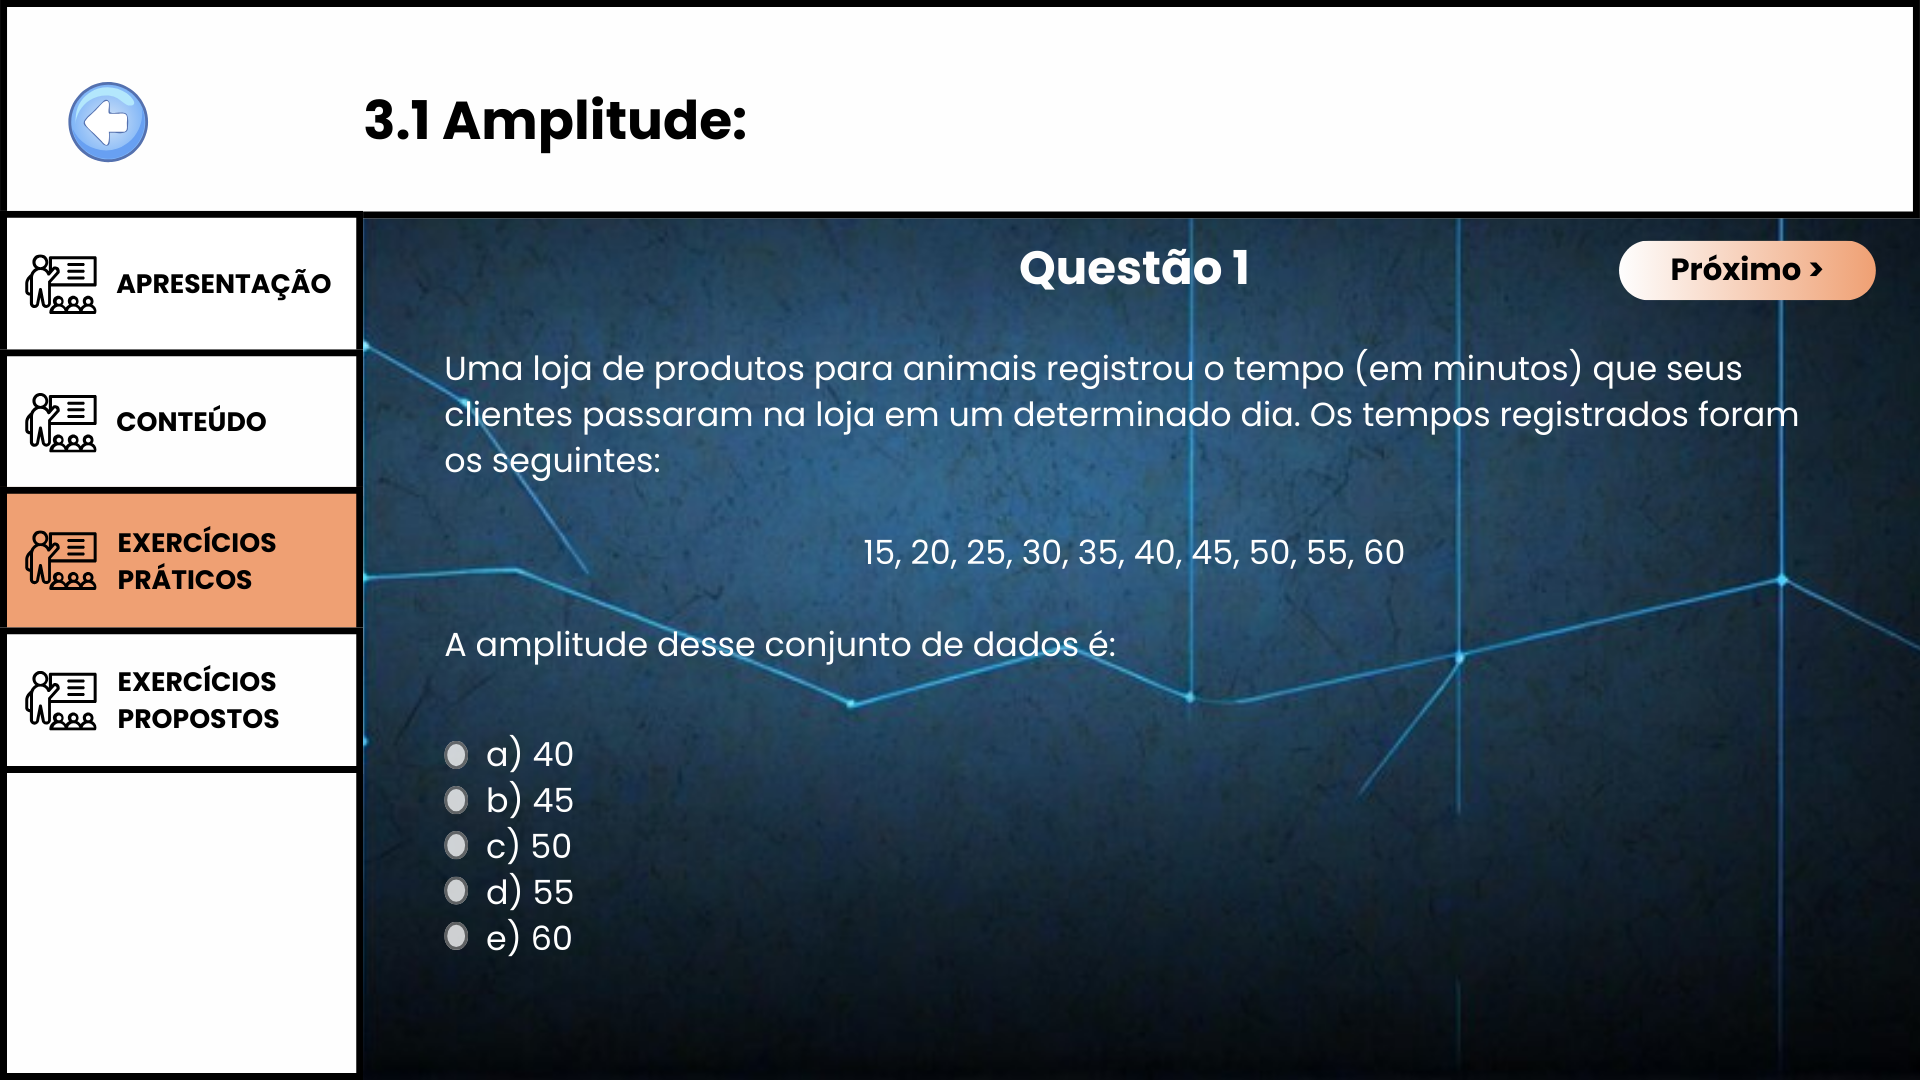 3.1 Amplitude:
APRESENTAÇÃO
CONTEÚDO
EXERCÍCIOS
PRÁTICOS
EXERCÍCIOS
PROPOSTOS
Questão 1
Próximo >
Uma loja de produtos para animais registrou o tempo (em minutos) que seus
clientes passaram na loja em um determinado dia. Os tempos registrados foram
os seguintes:
15, 20, 25, 30, 35, 40, 45, 50, 55, 60
A amplitude desse conjunto de dados é:
a) 40
b) 45
c) 50
d) 55
e) 60